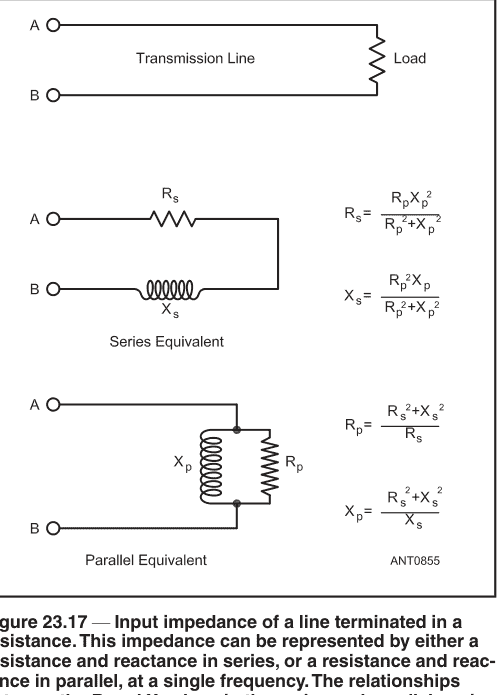 A
Transmission Line
Load
B
Rs
A
Rs= RpXp²/Rp²+Xp²
B
Xs
Xs= Rp²Xp/Rp²+Xp²
Series Equivalent
A
Rp= Rs²+Xs²/Rs
Xp
Rp
B
Xp= Rs²+Xs²/Xs
Parallel Equivalent
ANT0855
gure 23.17 — Input impedance of a line terminated in a
sistance. This impedance can be represented by either a
sistance and reactance in series, or a resistance and reac-
nce in parallel, at a single frequency. The relationships